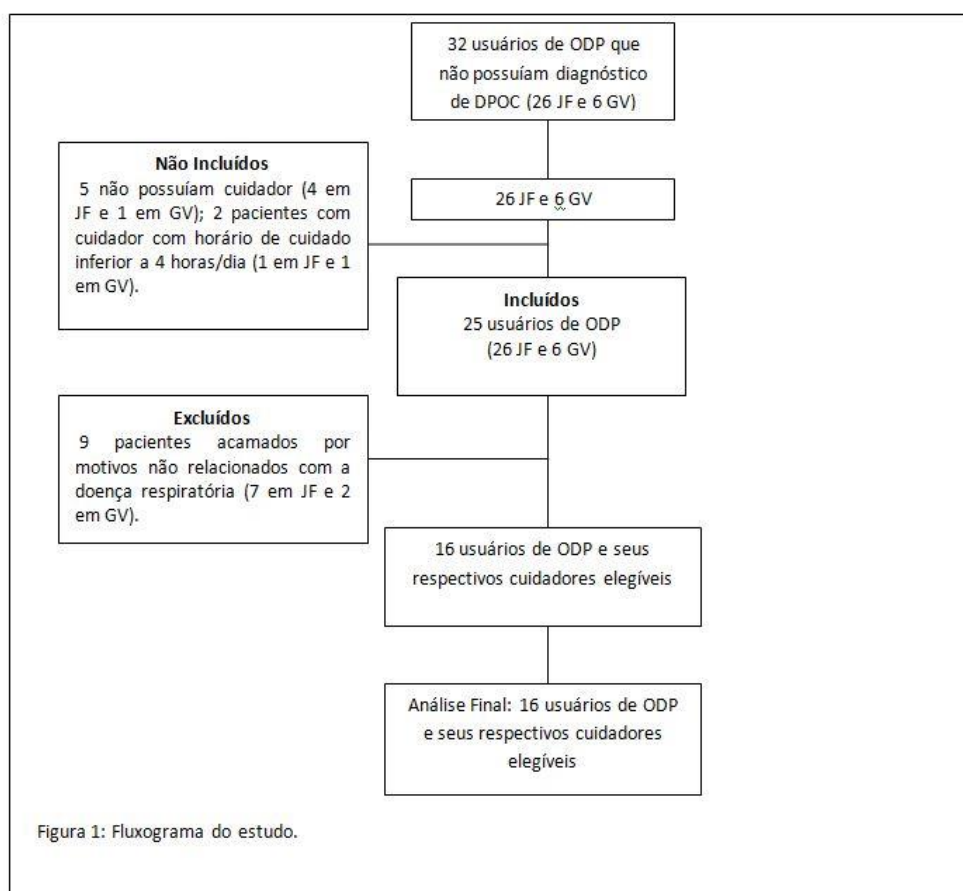 32 usuários de ODP que
não possuíam diagnóstico
de DPOC (26 JF e 6 GV)
Não Incluídos
5 não possuíam cuidador (4 em
JF e 1 em GV); 2 pacientes com
cuidador com horário de cuidado
inferior a 4 horas/dia (1 em JF e 1
em GV).
26 JF e 6 GV
Incluídos
25 usuários de ODP
(26 JF e 6 GV)
Excluídos
9 pacientes acamados por
motivos não relacionados com a
doença respiratória (7 em JF e 2
em GV).
16 usuários de ODP e seus
respectivos cuidadores elegíveis
Análise Final: 16 usuários de ODP
e seus respectivos cuidadores
elegíveis
Figura 1: Fluxograma do estudo.